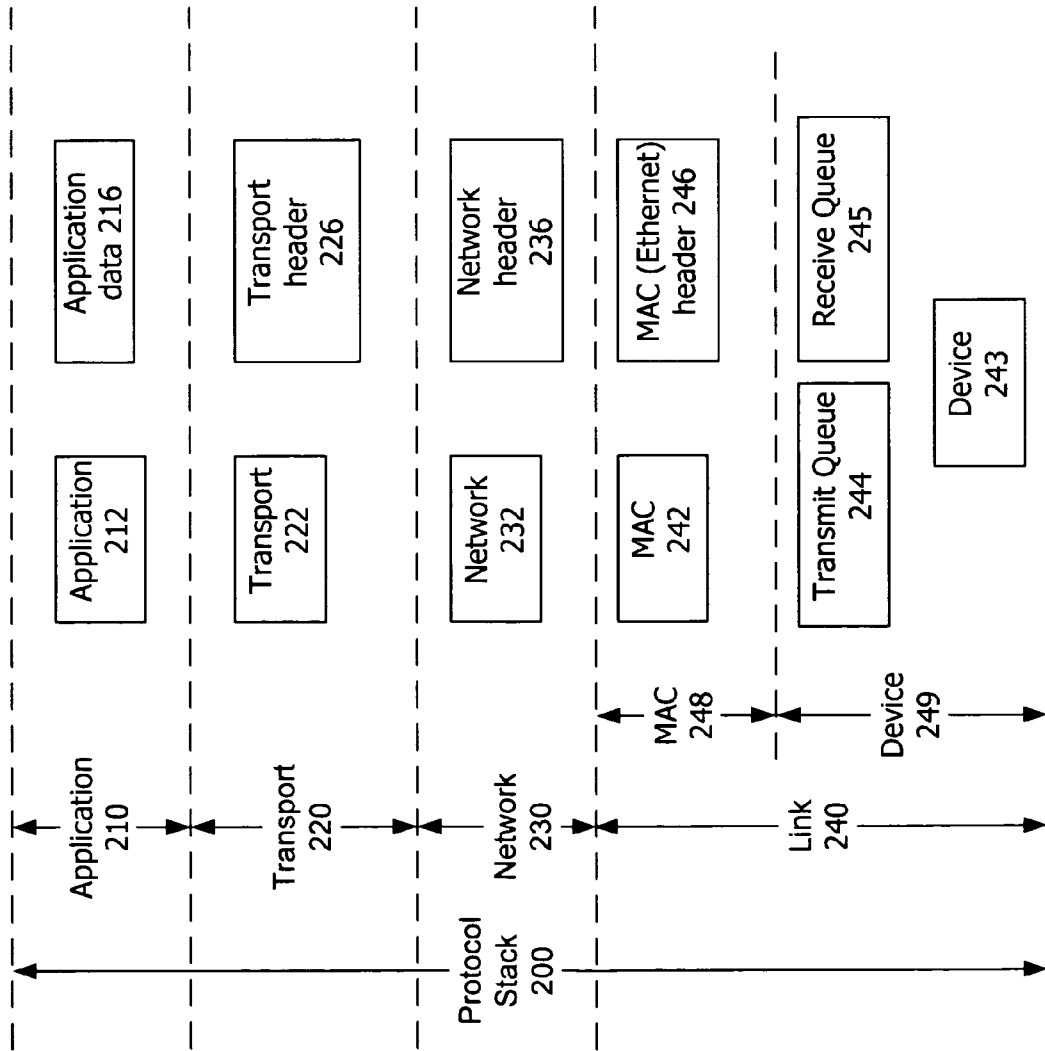 Protocol
Stack
200
Application
210
Transport
220
Network
230
Link
240
MAC
248
Device
249
Application
212
Application
data 216
Transport
222
Transport
header
226
Network
232
Network
header
236
MAC
242
MAC (Ethernet)
header 246
Transmit Queue
244
Receive Queue
245
Device
243